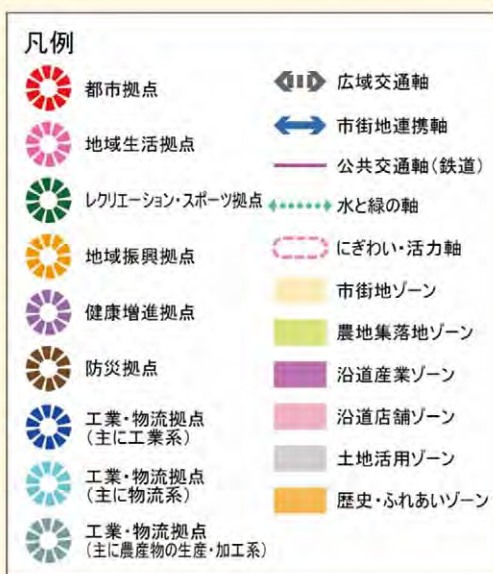 凡例
都市拠点
地域生活拠点
レクリエーション・スポーツ拠点
地域振興拠点
健康増進拠点
防災拠点
工業・物流拠点
(主に工業系)
工業・物流拠点
(主に物流系)
工業・物流拠点
(主に農産物の生産・加工系)
広域交通軸
市街地連携軸
公共交通軸(鉄道)
水と緑の軸
にぎわい・活力軸
市街地ゾーン
農地集落地ゾーン
沿道産業ゾーン
沿道店舗ゾーン
土地活用ゾーン
歴史・ふれあいゾーン